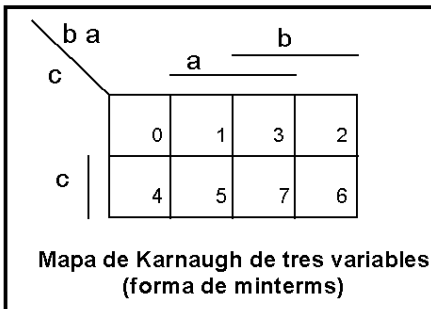 b a
b
a
c
0 1 3 2
c
4 5 7 6
Mapa de Karnaugh de tres variables
(forma de minterms)